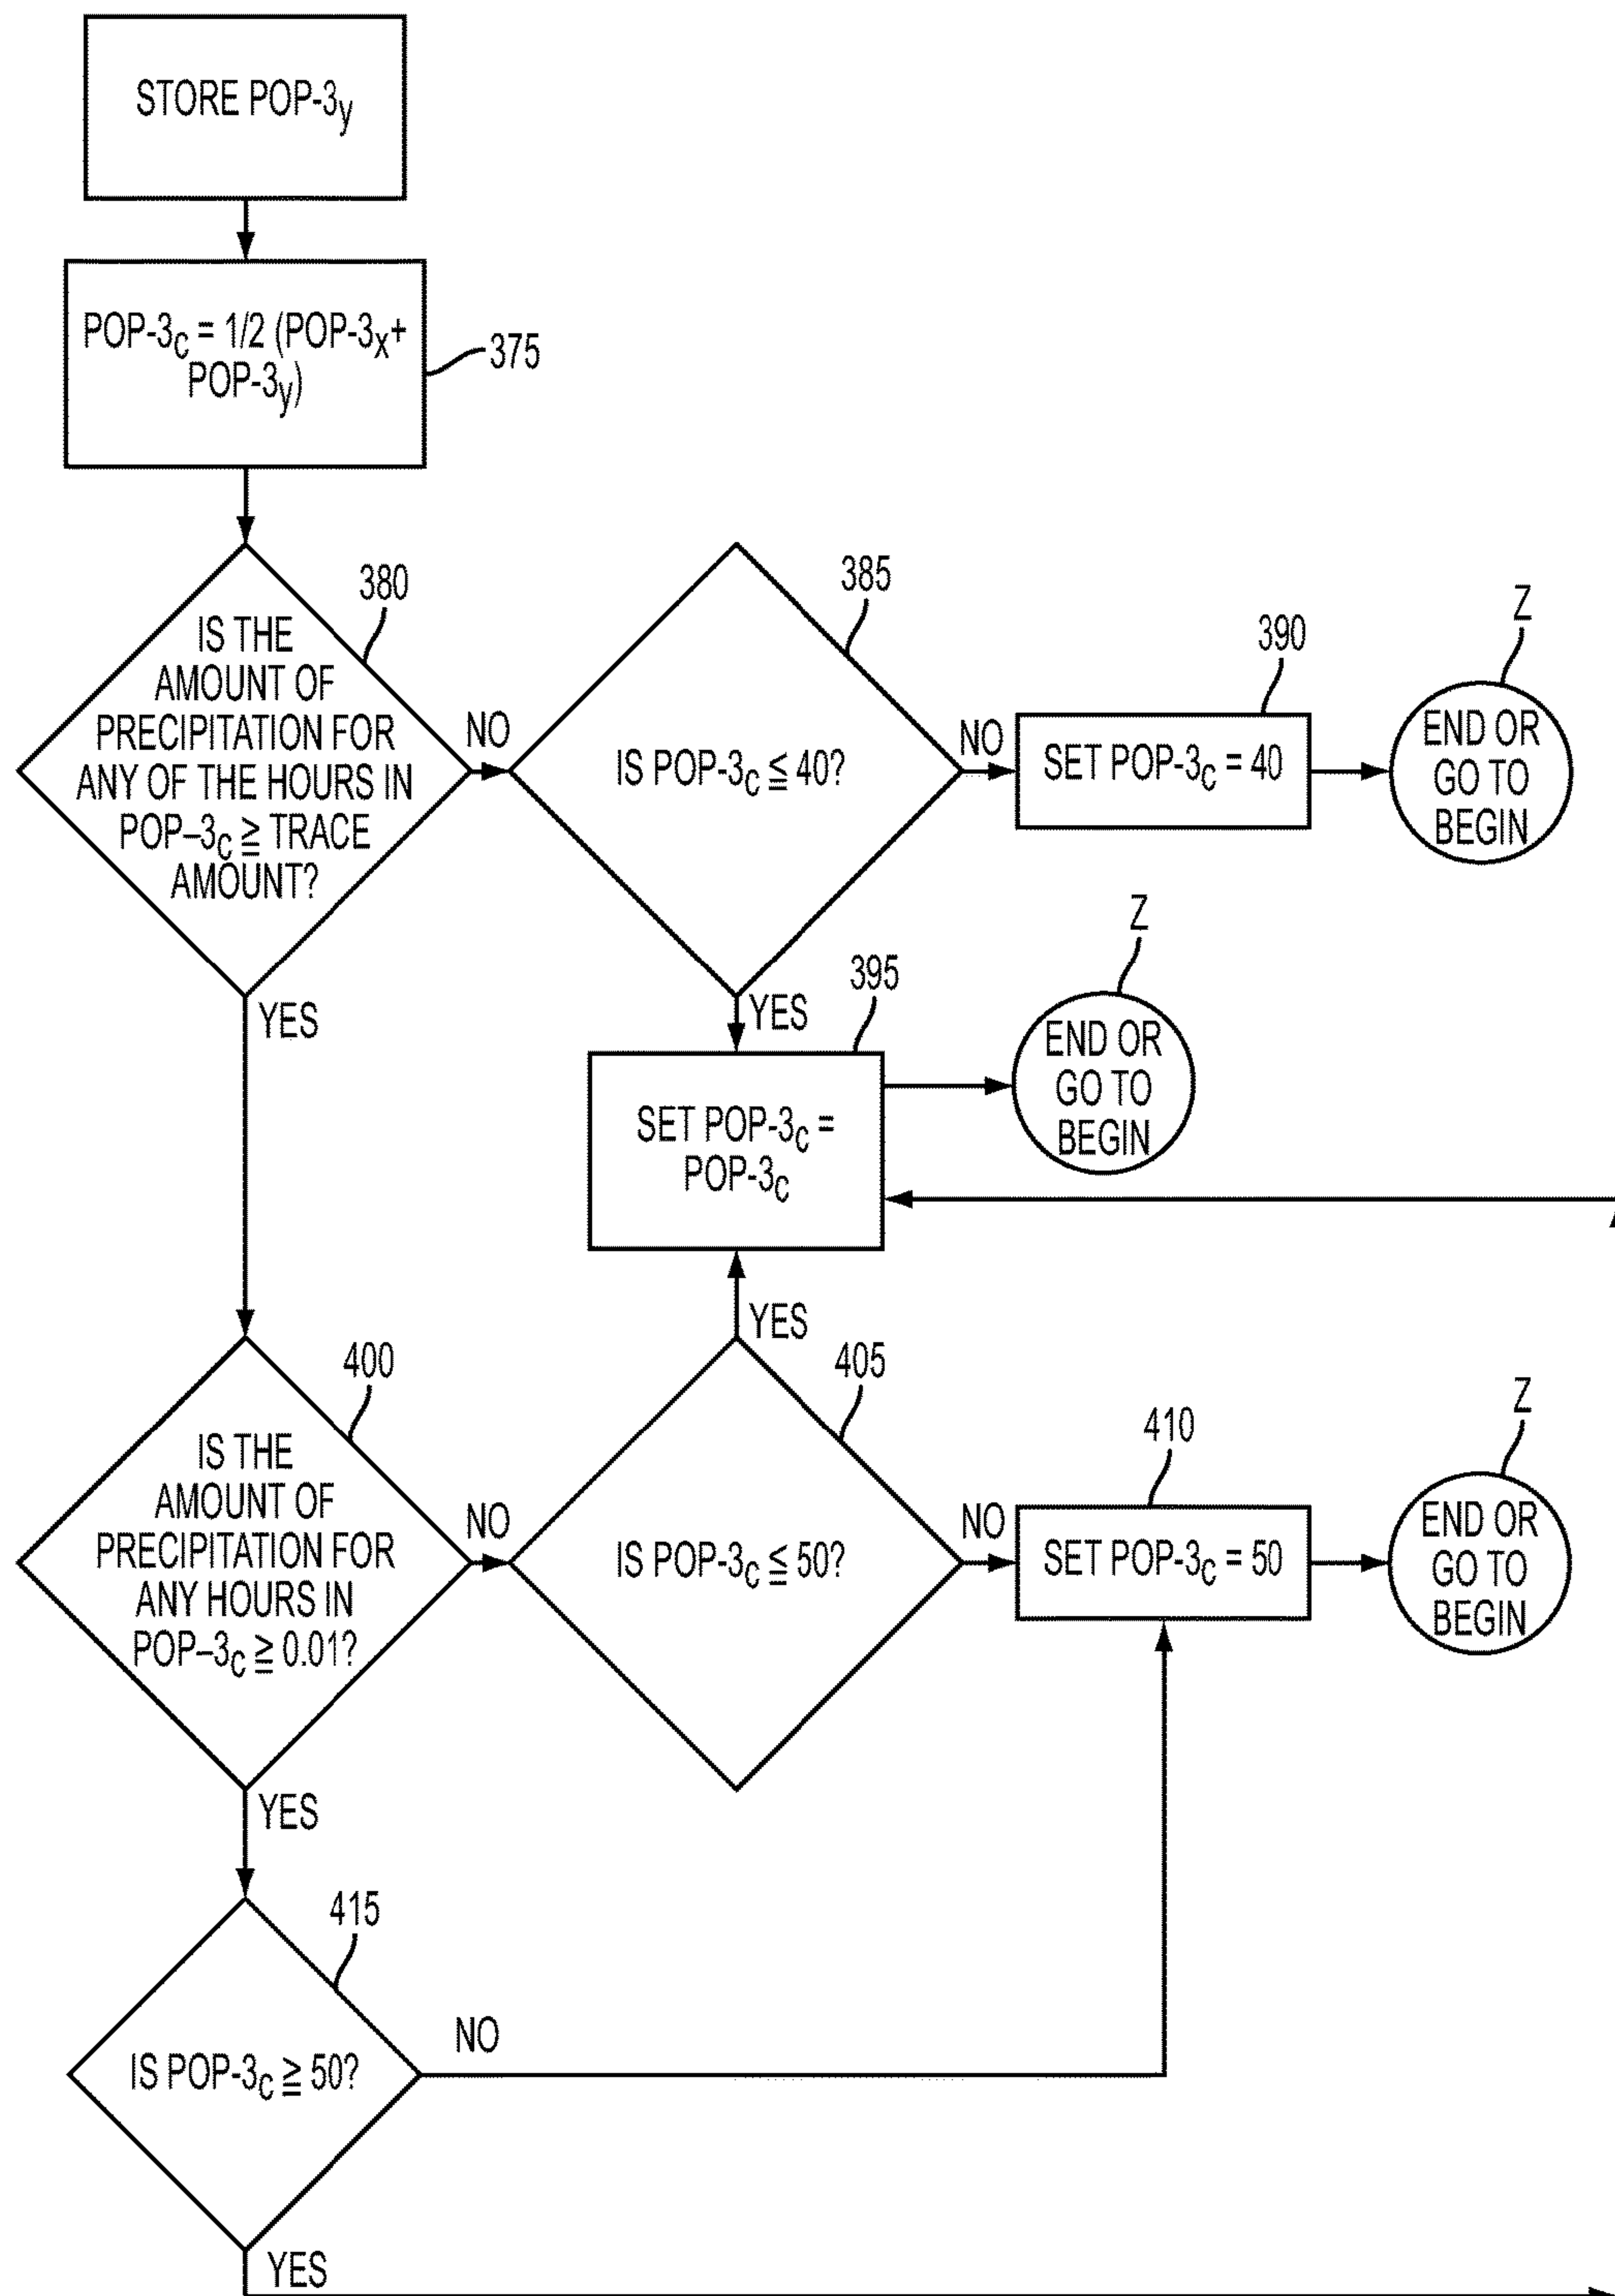 STORE POP-3y
POP-3c = 1/2 (POP-3x+
POP-3y)
375
380
IS THE
AMOUNT OF
PRECIPITATION FOR
ANY OF THE HOURS IN
POP–3c ≧ TRACE
AMOUNT?
NO
YES
385
IS POP-3c ≦ 40?
NO
YES
390
SET POP-3c = 40
Z
END OR
GO TO
BEGIN
395
SET POP-3c =
POP-3c
Z
END OR
GO TO
BEGIN
400
IS THE
AMOUNT OF
PRECIPITATION FOR
ANY HOURS IN
POP–3c ≧ 0.01?
NO
YES
YES
405
IS POP-3c ≦ 50?
NO
410
SET POP-3c = 50
Z
END OR
GO TO
BEGIN
415
IS POP-3c ≧ 50?
NO
YES